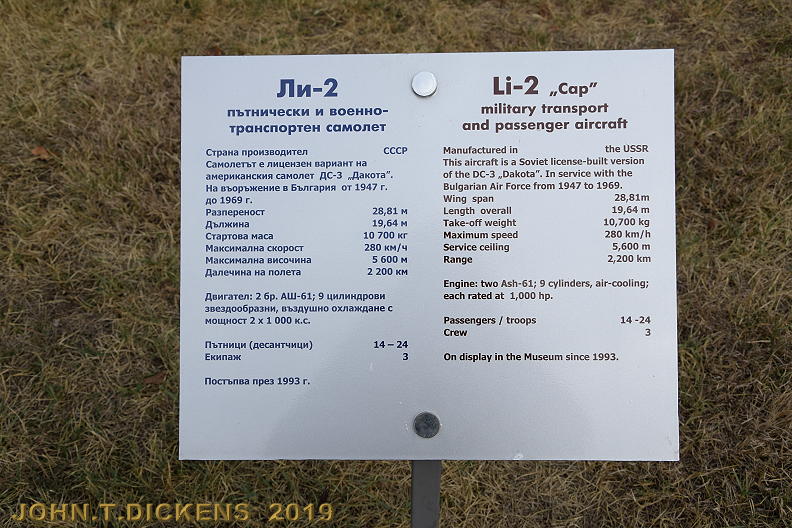 Ли-2
пътнически и военно-
транспортен самолет
Страна производител СССР
Самолетът е лицензен вариант на
американския самолет ДС-3 „Дакота”.
На въоръжение в България от 1947 г.
до 1969 г.
Разпереност 28,81 м
Дължина 19,64 м
Стартова маса 10 700 кг
Максимална скорост 280 км/ч
Максимална височина 5 600 м
Далечина на полета 2 200 км
Двигател: 2 бр. АШ-61; 9 цилиндрови
звездообразни, въздушно охлаждане с
мощност 2 х 1 000 к.с.
Пътници (десантчици) 14 – 24
Екипаж 3
Постъпва през 1993 г.
Li-2 „Cap”
military transport
and passenger aircraft
Manufactured in the USSR
This aircraft is a Soviet license-built version
of the DC-3 „Dakota”. In service with the
Bulgarian Air Force from 1947 to 1969.
Wing span 28,81m
Length overall 19,64 m
Take-off weight 10,700 kg
Maximum speed 280 km/h
Service ceiling 5,600 m
Range 2,200 km
Engine: two Ash-61; 9 cylinders, air-cooling;
each rated at 1,000 hp.
Passengers / troops 14 -24
Crew 3
On display in the Museum since 1993.
JOHN.T.DICKENS 2019